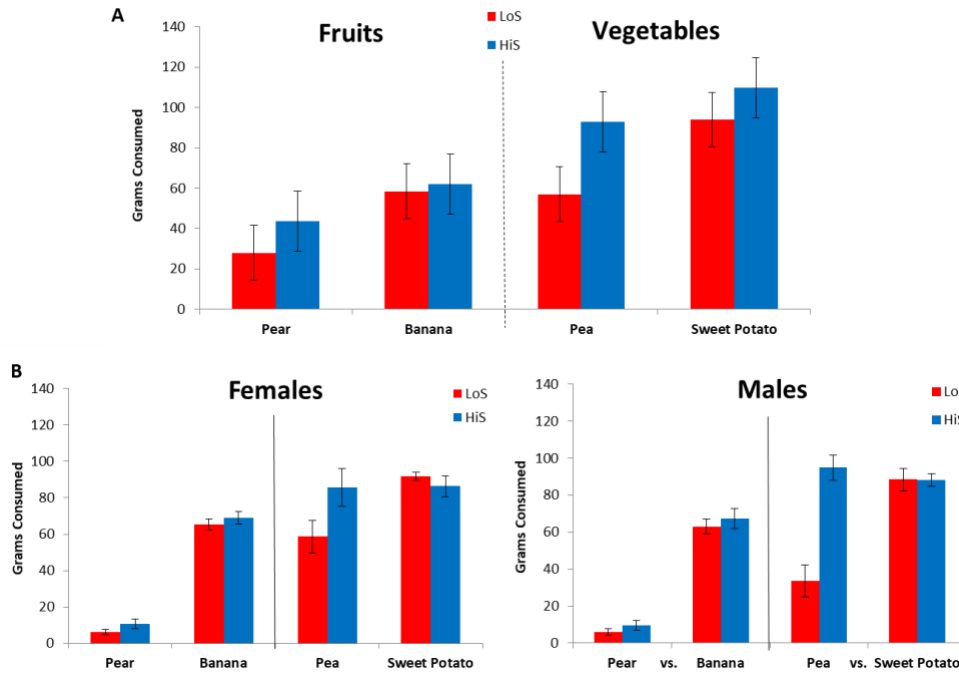 A
Fruits
Vegetables
LoS
HiS
Grams Consumed
140
120
100
80
60
40
20
0
Pear Banana Pea Sweet Potato
B
Females
LoS
HiS
Grams Consumed
140
120
100
80
60
40
20
0
Pear Banana Pea Sweet Potato
Males
Lo
HiS
Grams Consumed
140
120
100
80
60
40
20
0
Pear vs. Banana Pea vs. Sweet Potato